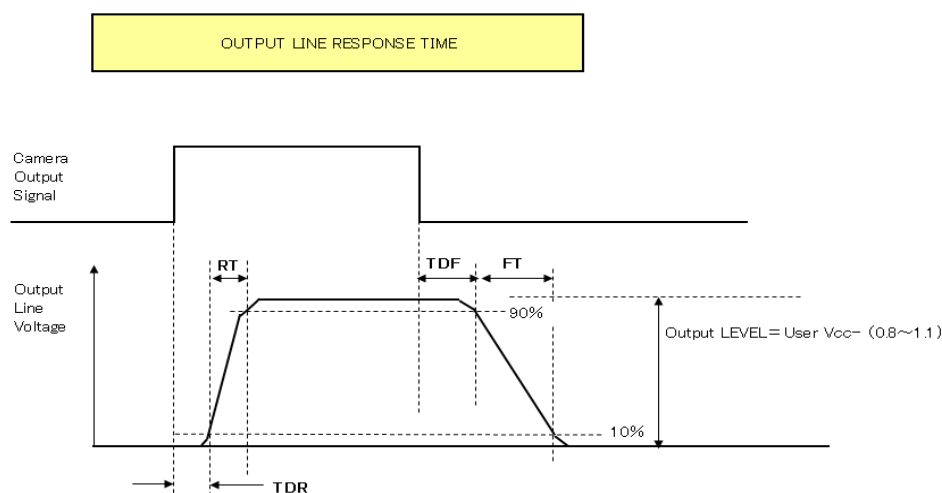 OUTPUT LINE RESPONSE TIME
Camera
Output
Signal
RT
TDF
FT
Output
Line
Voltage
90%
Output LEVEL= User Vcc- (0.8～1.1)
10%
TDR